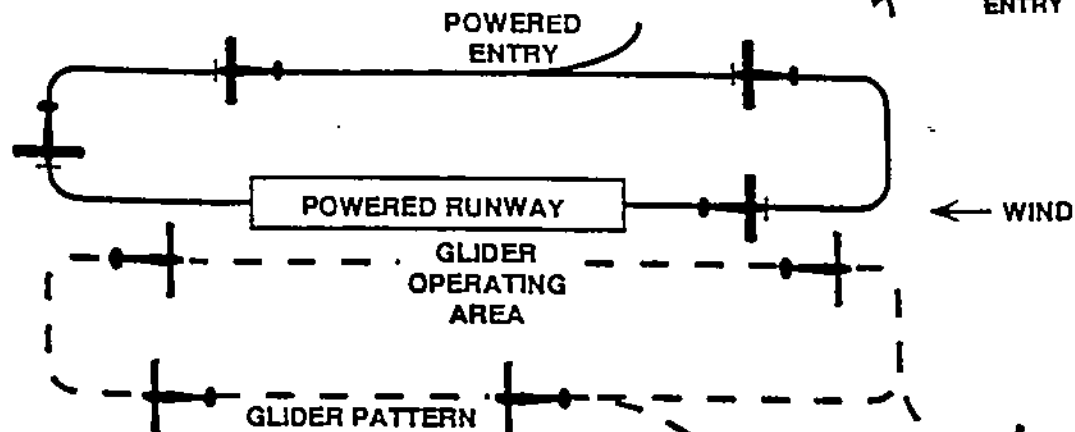 POWERED
ENTRY
ENTRY
POWERED RUNWAY
WIND
GLIDER
OPERATING
AREA
GLIDER PATTERN